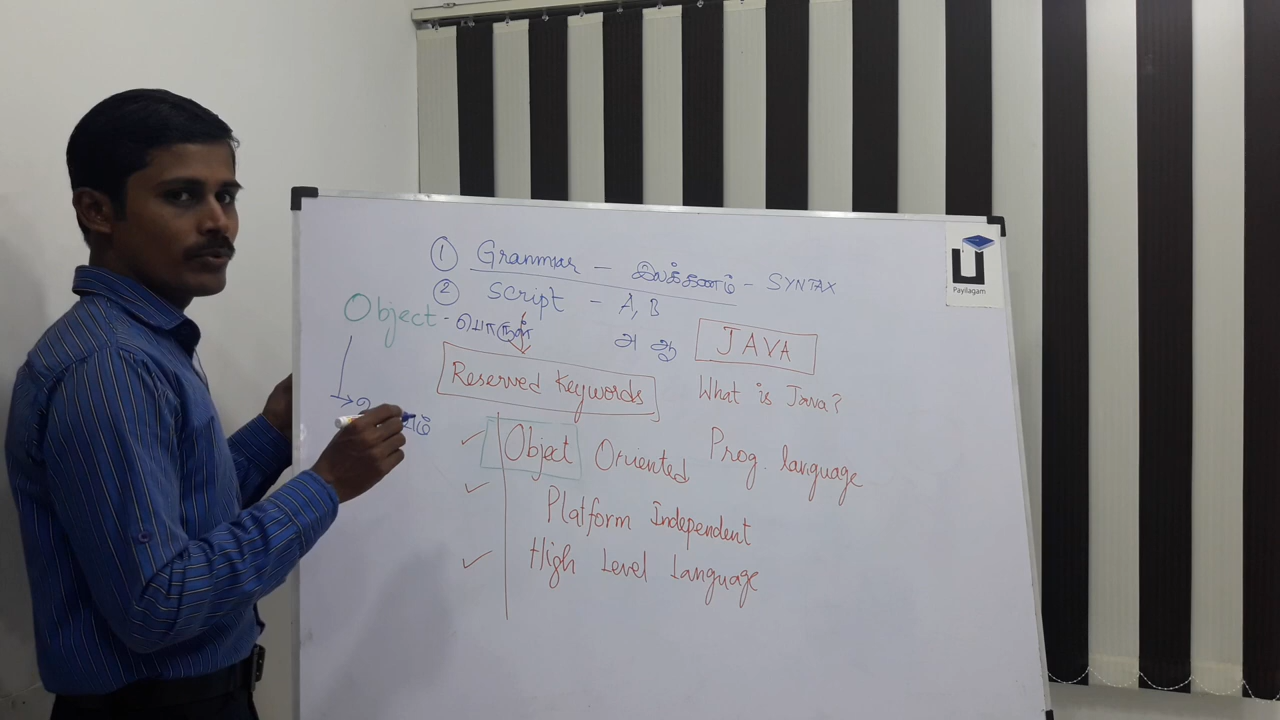 ① Grammar – இலக்கணம் – SYNTAX
② Script – A, B
Object - பொருள்
அ ஆ
JAVA
Reserved Keywords
What is Java?
Object Oriented Prog. language
Platform Independent
High Level Language
Payilagam